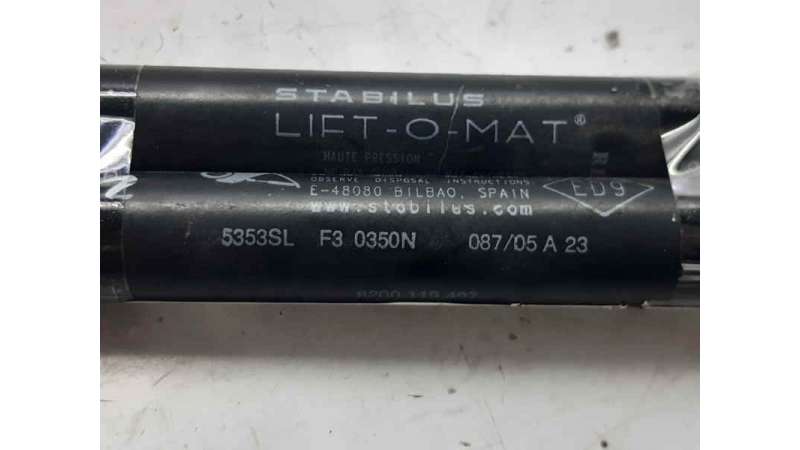 STABILUS
LIFT-O-MAT®
HAUTE PRESSION
OBSERVE DISPOSAL INSTRUCTIONS
E-48080 BILBAO, SPAIN
ED9
www.stabilus.com
5353SL F3 0350N 087/05 A 23
8200